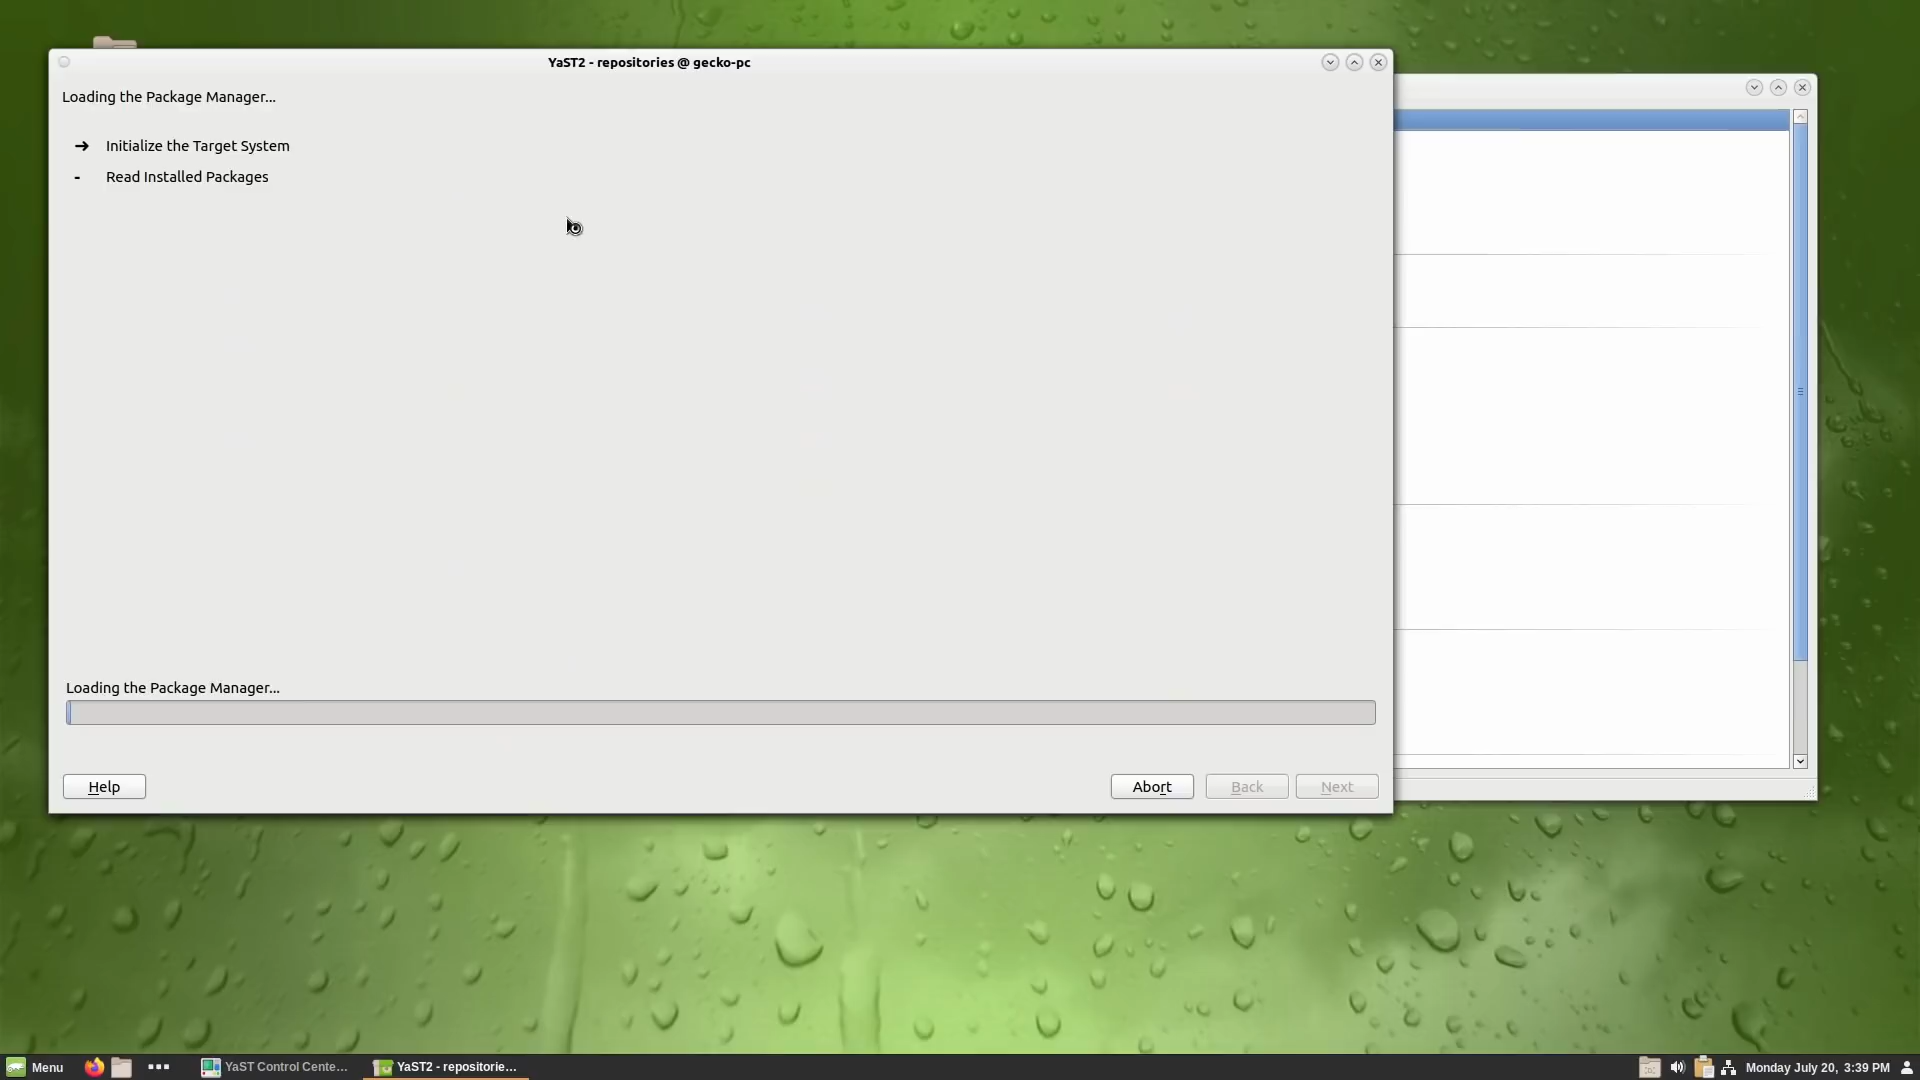 YaST2 - repositories @ gecko-pc
Loading the Package Manager...
➔ Initialize the Target System
- Read Installed Packages
Loading the Package Manager...
Help
Abort
Back
Next
Menu
YaST Control Cente...
YaST2 - repositorie...
Monday July 20, 3:39 PM